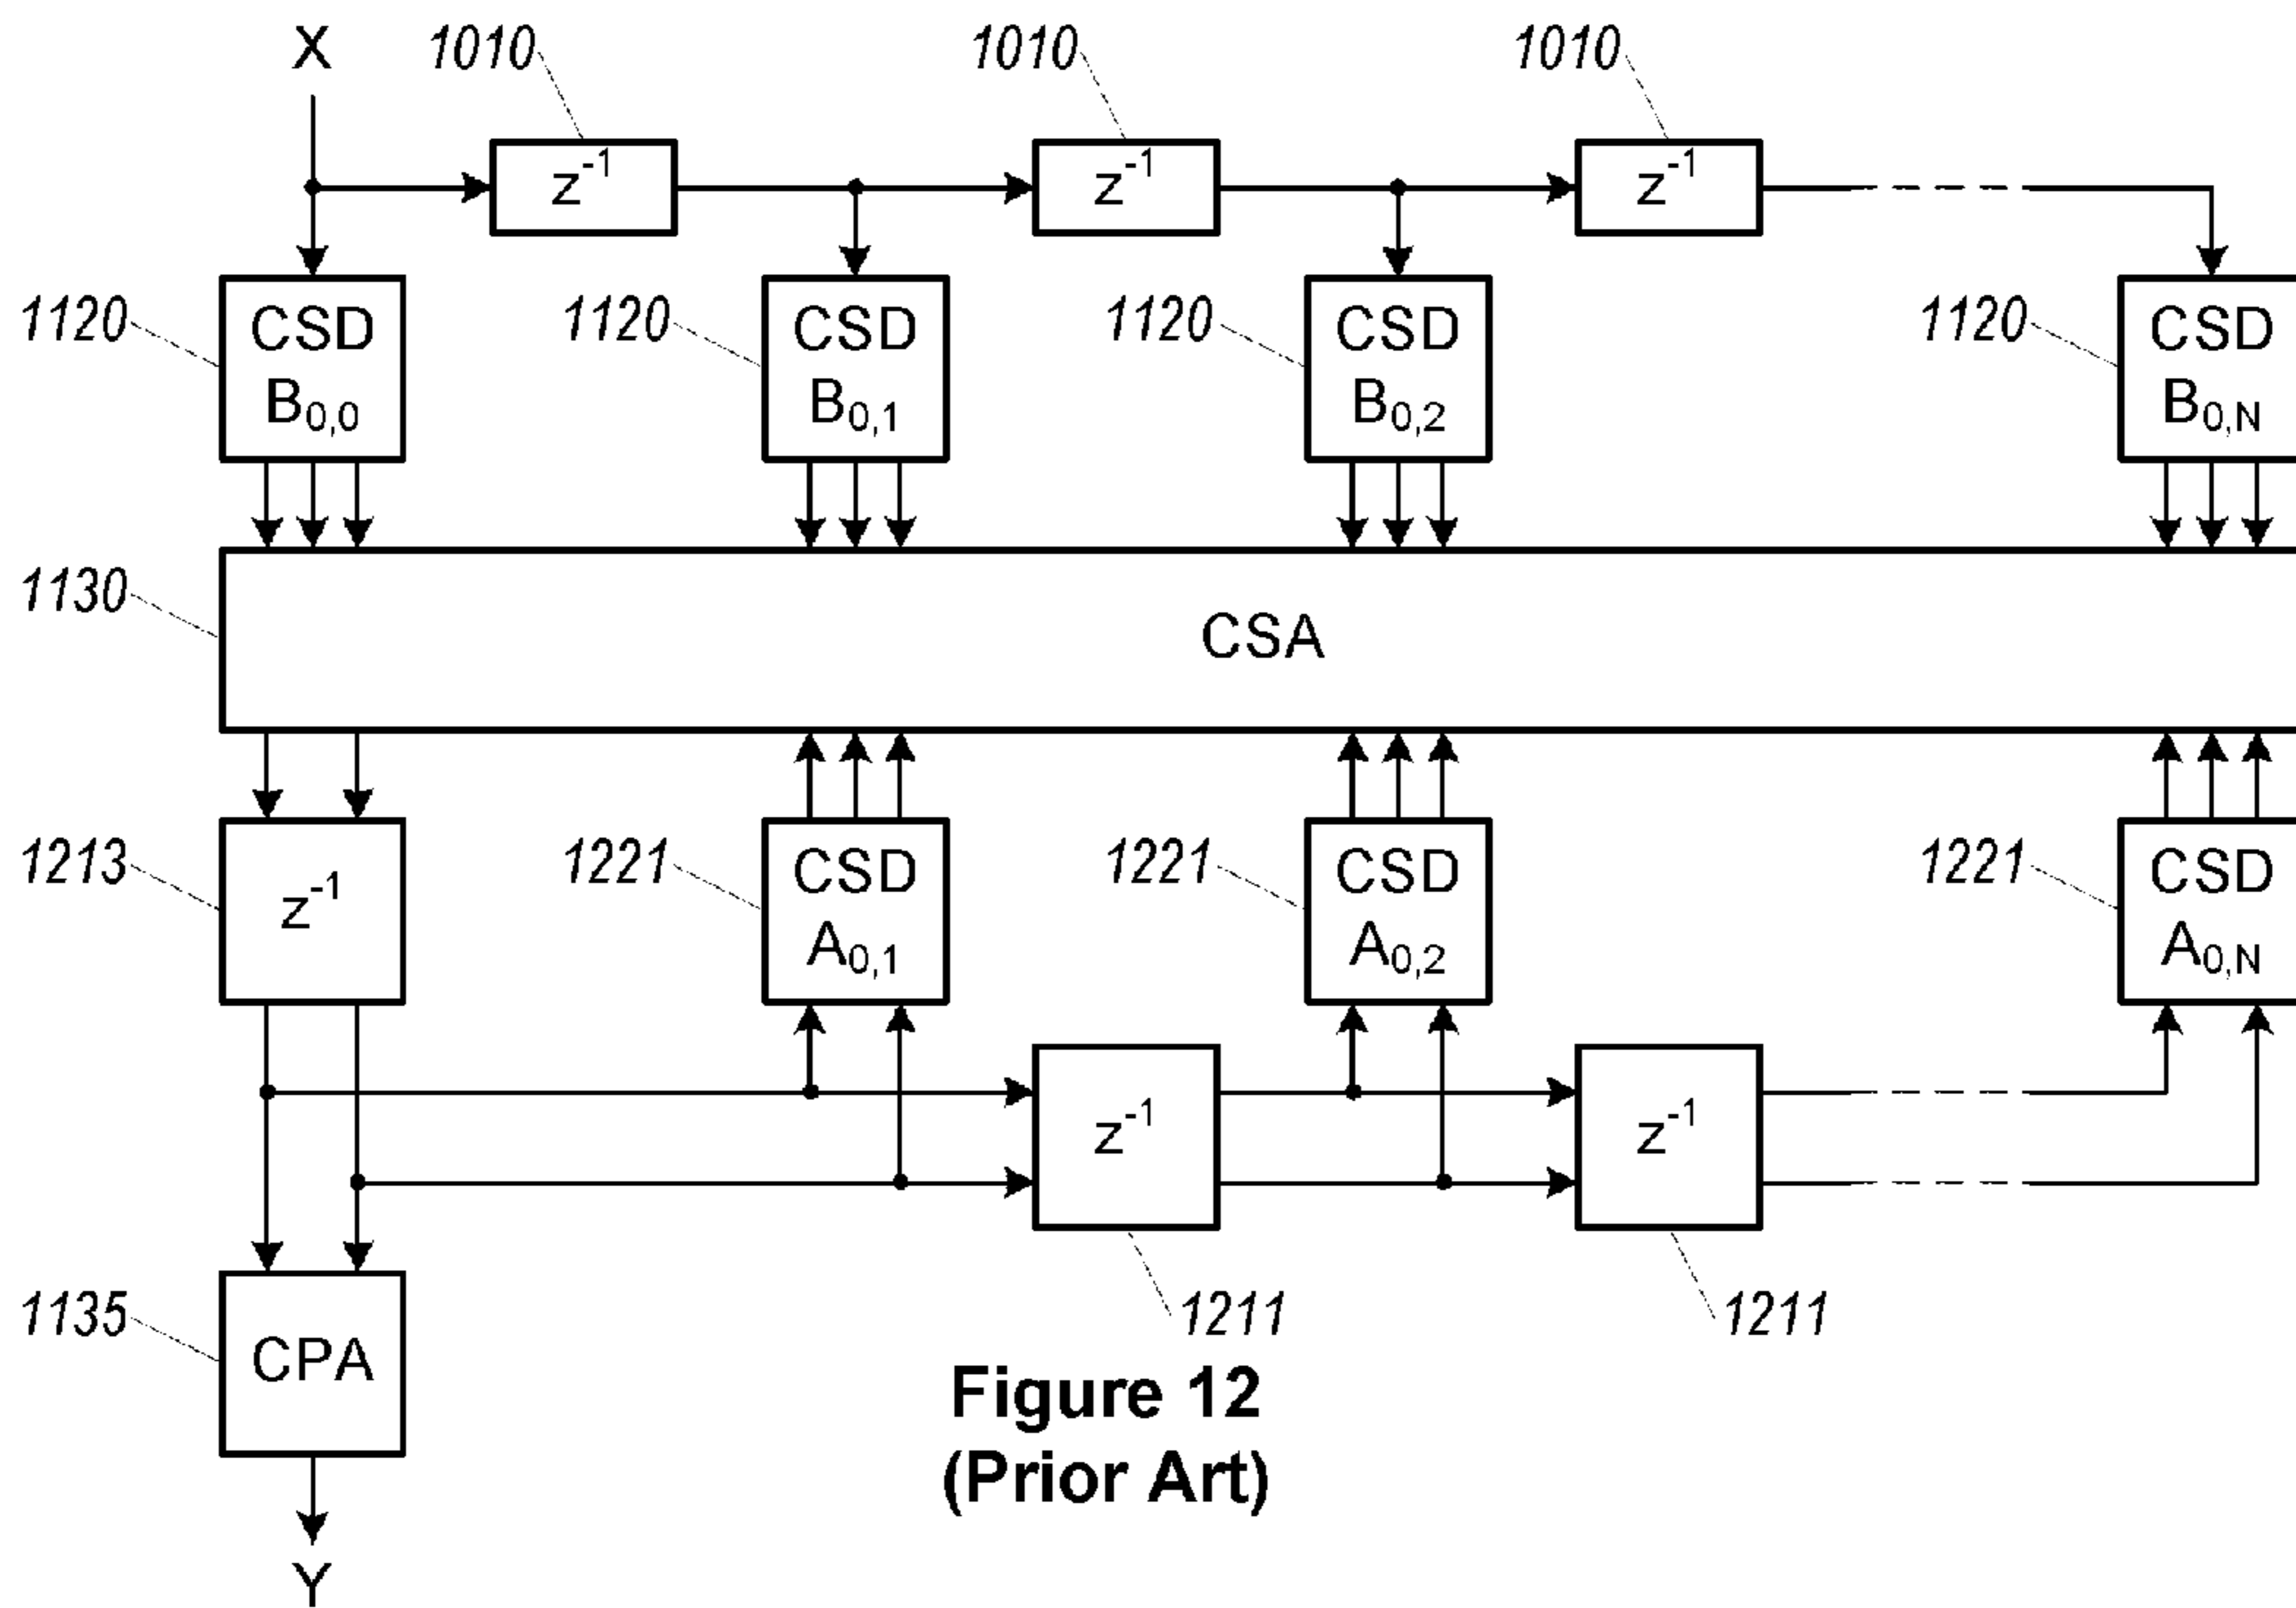 X 1010 1010 1010
z⁻¹ z⁻¹ z⁻¹
1120 CSD B₀,₀ 1120 CSD B₀,₁ 1120 CSD B₀,₂ 1120 CSD B₀,N
1130 CSA
1213 z⁻¹ 1221 CSD A₀,₁ 1221 CSD A₀,₂ 1221 CSD A₀,N
z⁻¹ z⁻¹
1135 CPA 1211 1211
Figure 12
(Prior Art)
Y